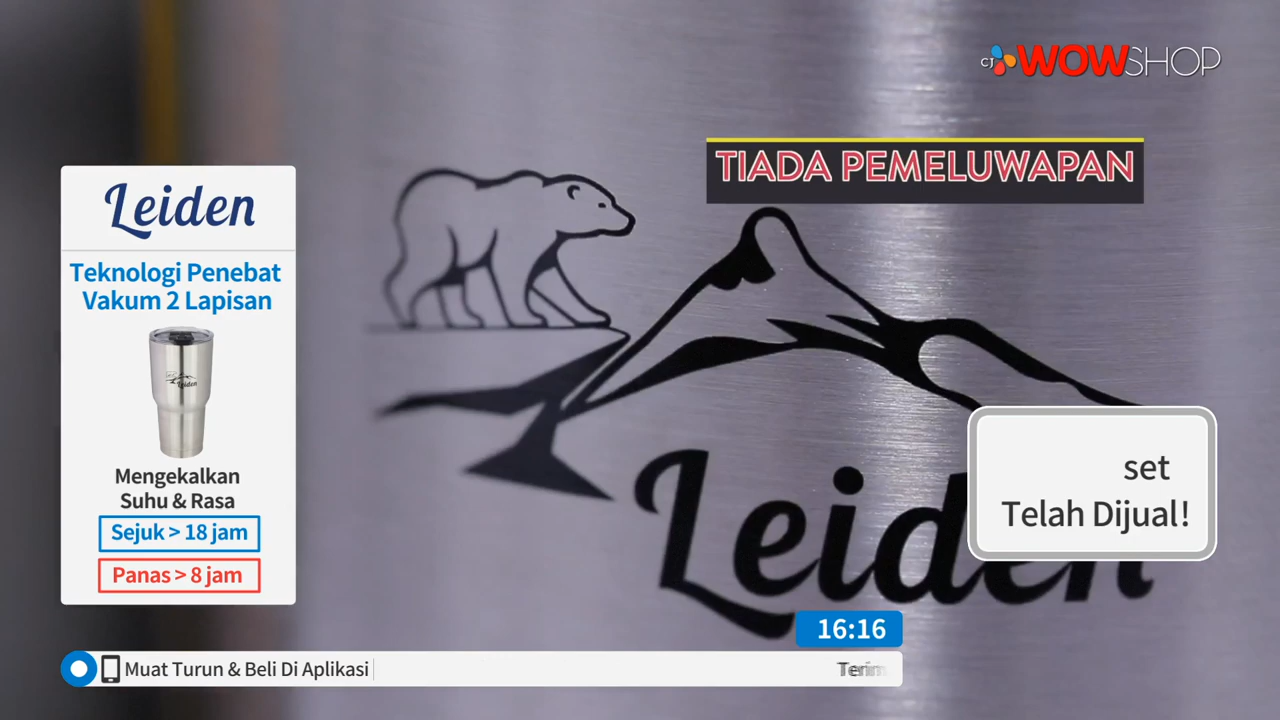 CJ WOWSHOP
TIADA PEMELUWAPAN
Leiden
Teknologi Penebat
Vakum 2 Lapisan
Leiden
Mengekalkan
Suhu & Rasa
Sejuk > 18 jam
Panas > 8 jam
Leiden
set
Telah Dijual!
16:16
Muat Turun & Beli Di Aplikasi